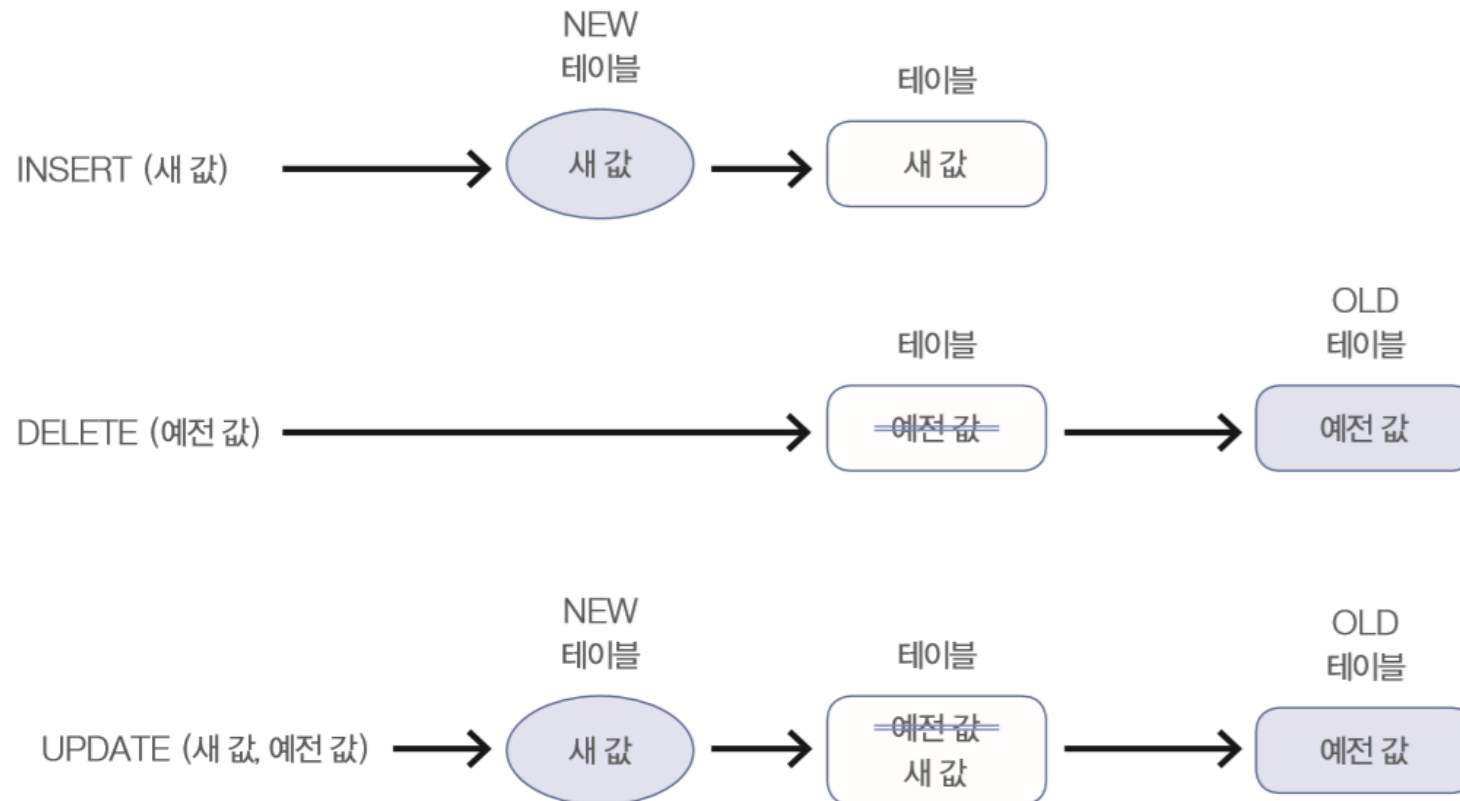 NEW
테이블
테이블
INSERT (새 값)
새 값
새 값
OLD
테이블
테이블
DELETE (예전 값)
예전 값
예전 값
NEW
테이블
테이블
OLD
테이블
UPDATE (새 값, 예전 값)
새 값
예전 값
새 값
예전 값